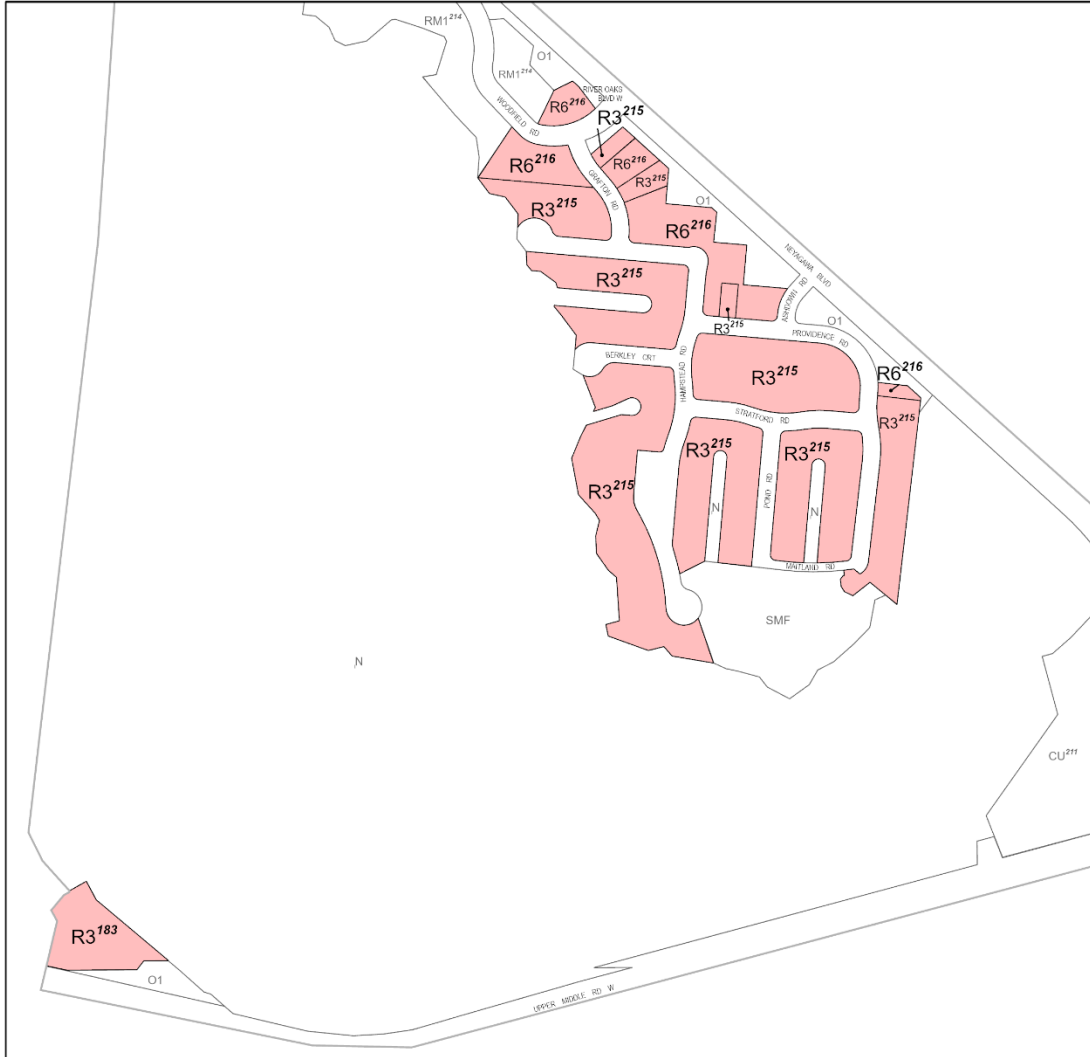 RM1²¹⁴
O1
RM1²¹⁴
RIVER OAKS
BLVD W
R6²¹⁶
WOODFIELD RD
R3²¹⁵
R6²¹⁶
R6²¹⁶
GRAFTON RD
R3²¹⁵
R3²¹⁵
O1
R6²¹⁶
NEYAGAWA BLVD
R3²¹⁵
ASHDOWN RD
R3²¹⁵
O1
PROVIDENCE RD
BERKLEY CRT
HAMPSTEAD RD
R3²¹⁵
R6²¹⁶
STRATFORD RD
R3²¹⁵
R3²¹⁵
R3²¹⁵
R3²¹⁵
POND RD
N
N
MAITLAND RD
SMF
N
CU²¹¹
R3¹⁸³
O1
UPPER MIDDLE RD W